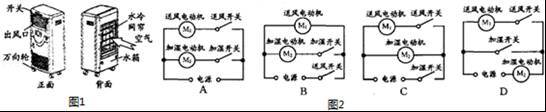 开关
出风口
万向轮
正面
水冷
网帘
空气
水箱
背面
图1
送风电动机 送风开关
M₁
加湿电动机 加湿开关
M₂
电源
A
送风电动机
M₁
加湿电动机 加湿开关
M₂
送风开关
电源
B
送风电动机 送风开关
M₁
加湿电动机
M₂
加湿开关
电源
C
送风电动机 送风开关
M₁
加湿开关
电源
加湿电动机
M₂
D
图2